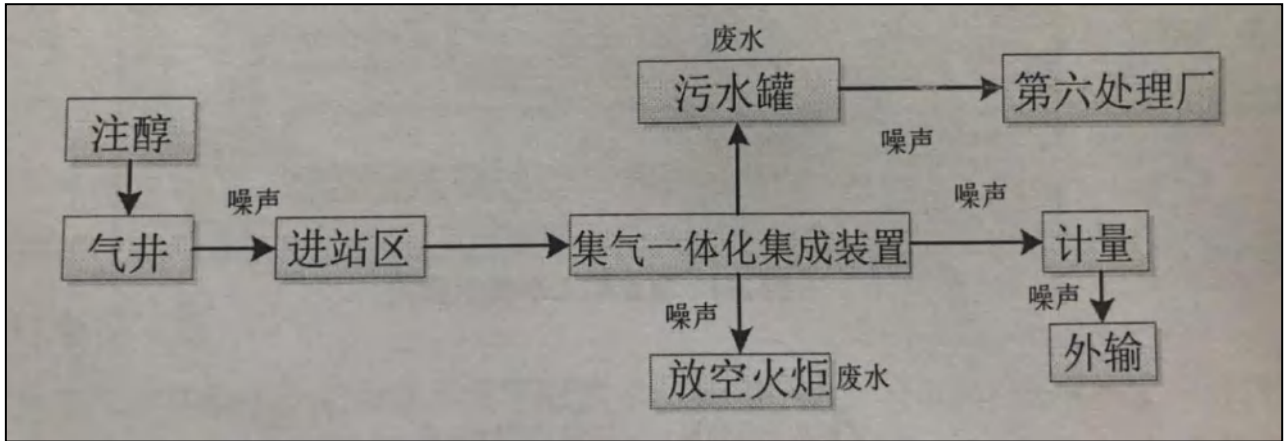 废水
污水罐
第六处理厂
注醇
噪声
噪声
噪声
气井
进站区
集气一体化集成装置
计量
噪声
噪声
外输
放空火炬
废水